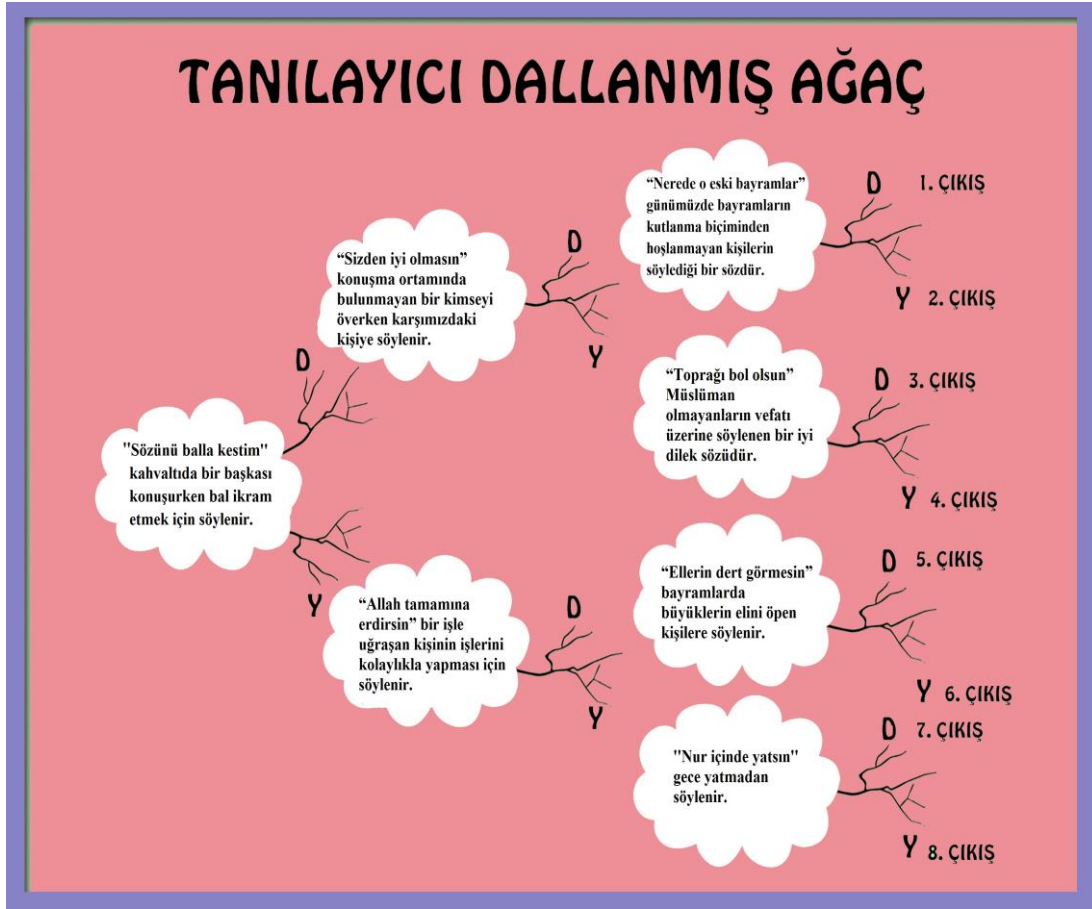 TANILAYICI DALLANMIŞ AĞAÇ
"Sözünü balla kestim"
kahvaltıda bir başkası
konuşurken bal ikram
etmek için söylenir.
D
Y
“Sizden iyi olmasın”
konuşma ortamında
bulunmayan bir kimseyi
överken karşımızdaki
kişiye söylenir.
D
Y
“Allah tamamına
erdirsin” bir işle
uğraşan kişinin işlerini
kolaylıkla yapması için
söylenir.
D
Y
“Nerede o eski bayramlar”
günümüzde bayramların
kutlanma biçiminden
hoşlanmayan kişilerin
söylediği bir sözdür.
D 1. ÇIKIŞ
Y 2. ÇIKIŞ
“Toprağı bol olsun”
Müslüman
olmayanların vefatı
üzerine söylenen bir iyi
dilek sözüdür.
D 3. ÇIKIŞ
Y 4. ÇIKIŞ
“Ellerin dert görmesin”
bayramlarda
büyüklerin elini öpen
kişilere söylenir.
D 5. ÇIKIŞ
Y 6. ÇIKIŞ
"Nur içinde yatsın"
gece yatmadan
söylenir.
D 7. ÇIKIŞ
Y 8. ÇIKIŞ